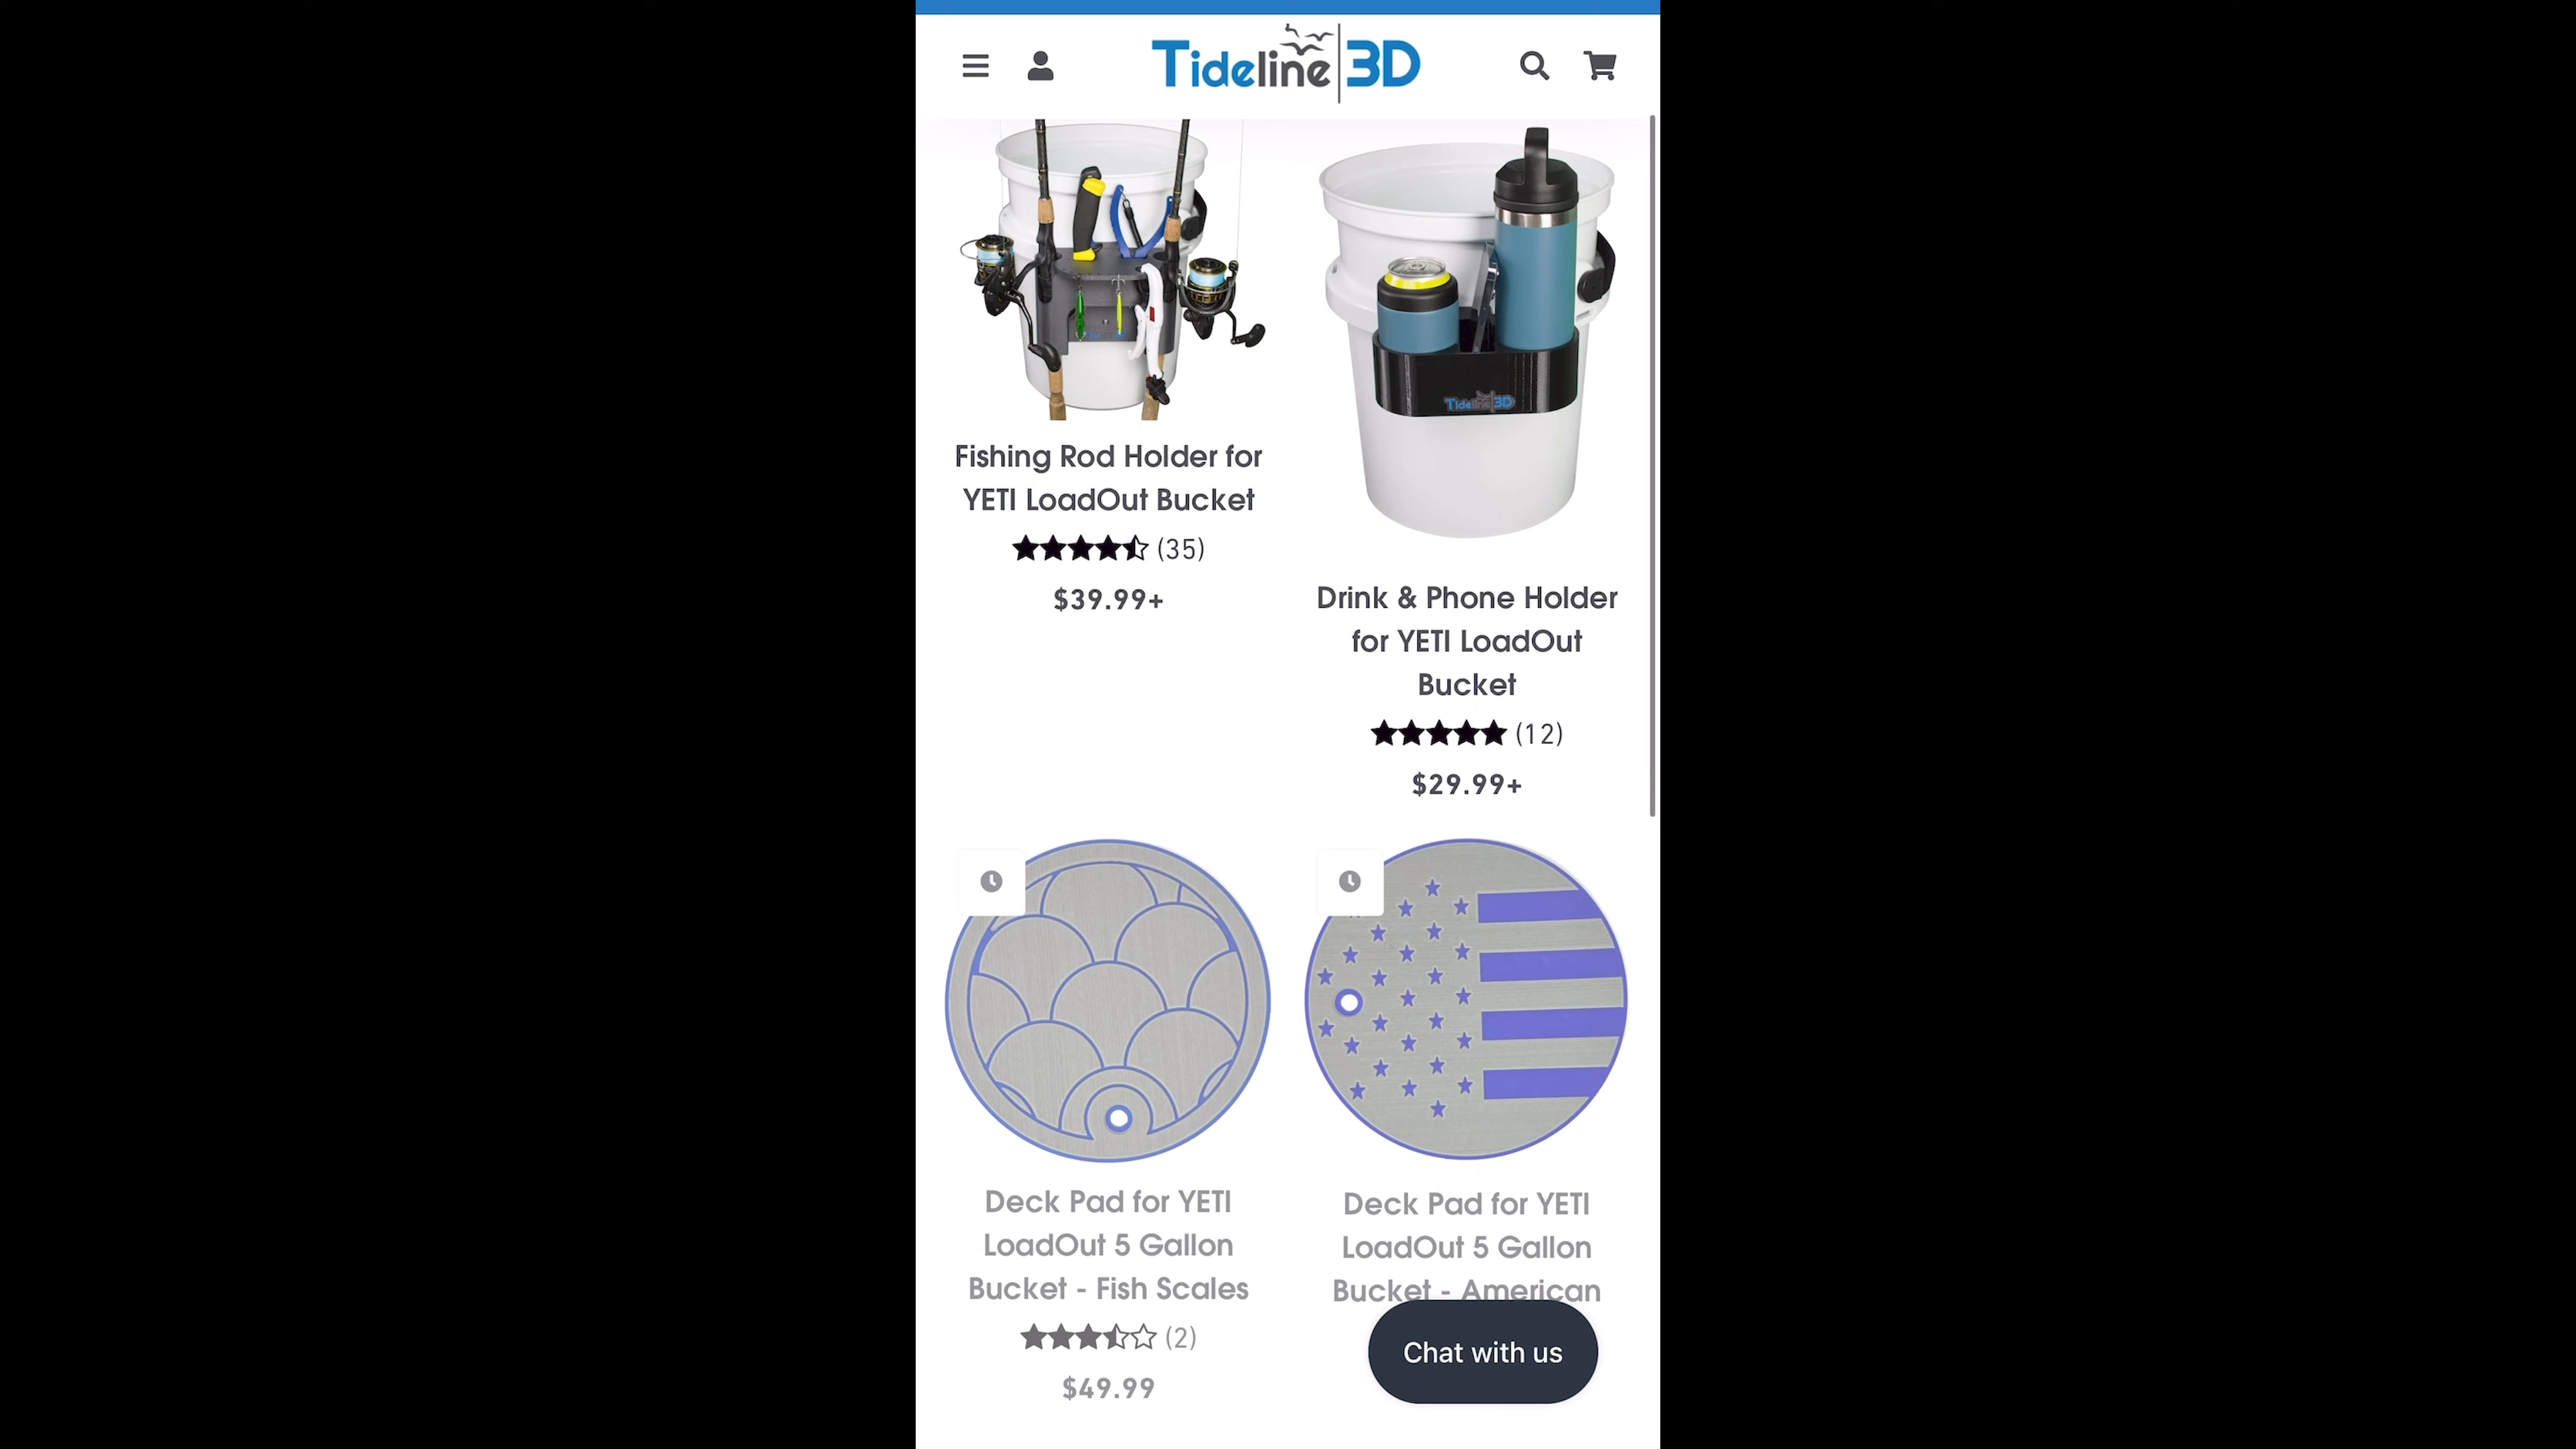 Tideline 3D
Fishing Rod Holder for
YETI LoadOut Bucket
(35)
$39.99+
Tideline 3D
Drink & Phone Holder
for YETI LoadOut
Bucket
(12)
$29.99+
Deck Pad for YETI
LoadOut 5 Gallon
Bucket - Fish Scales
(2)
$49.99
Deck Pad for YETI
LoadOut 5 Gallon
Bucket - American
Chat with us